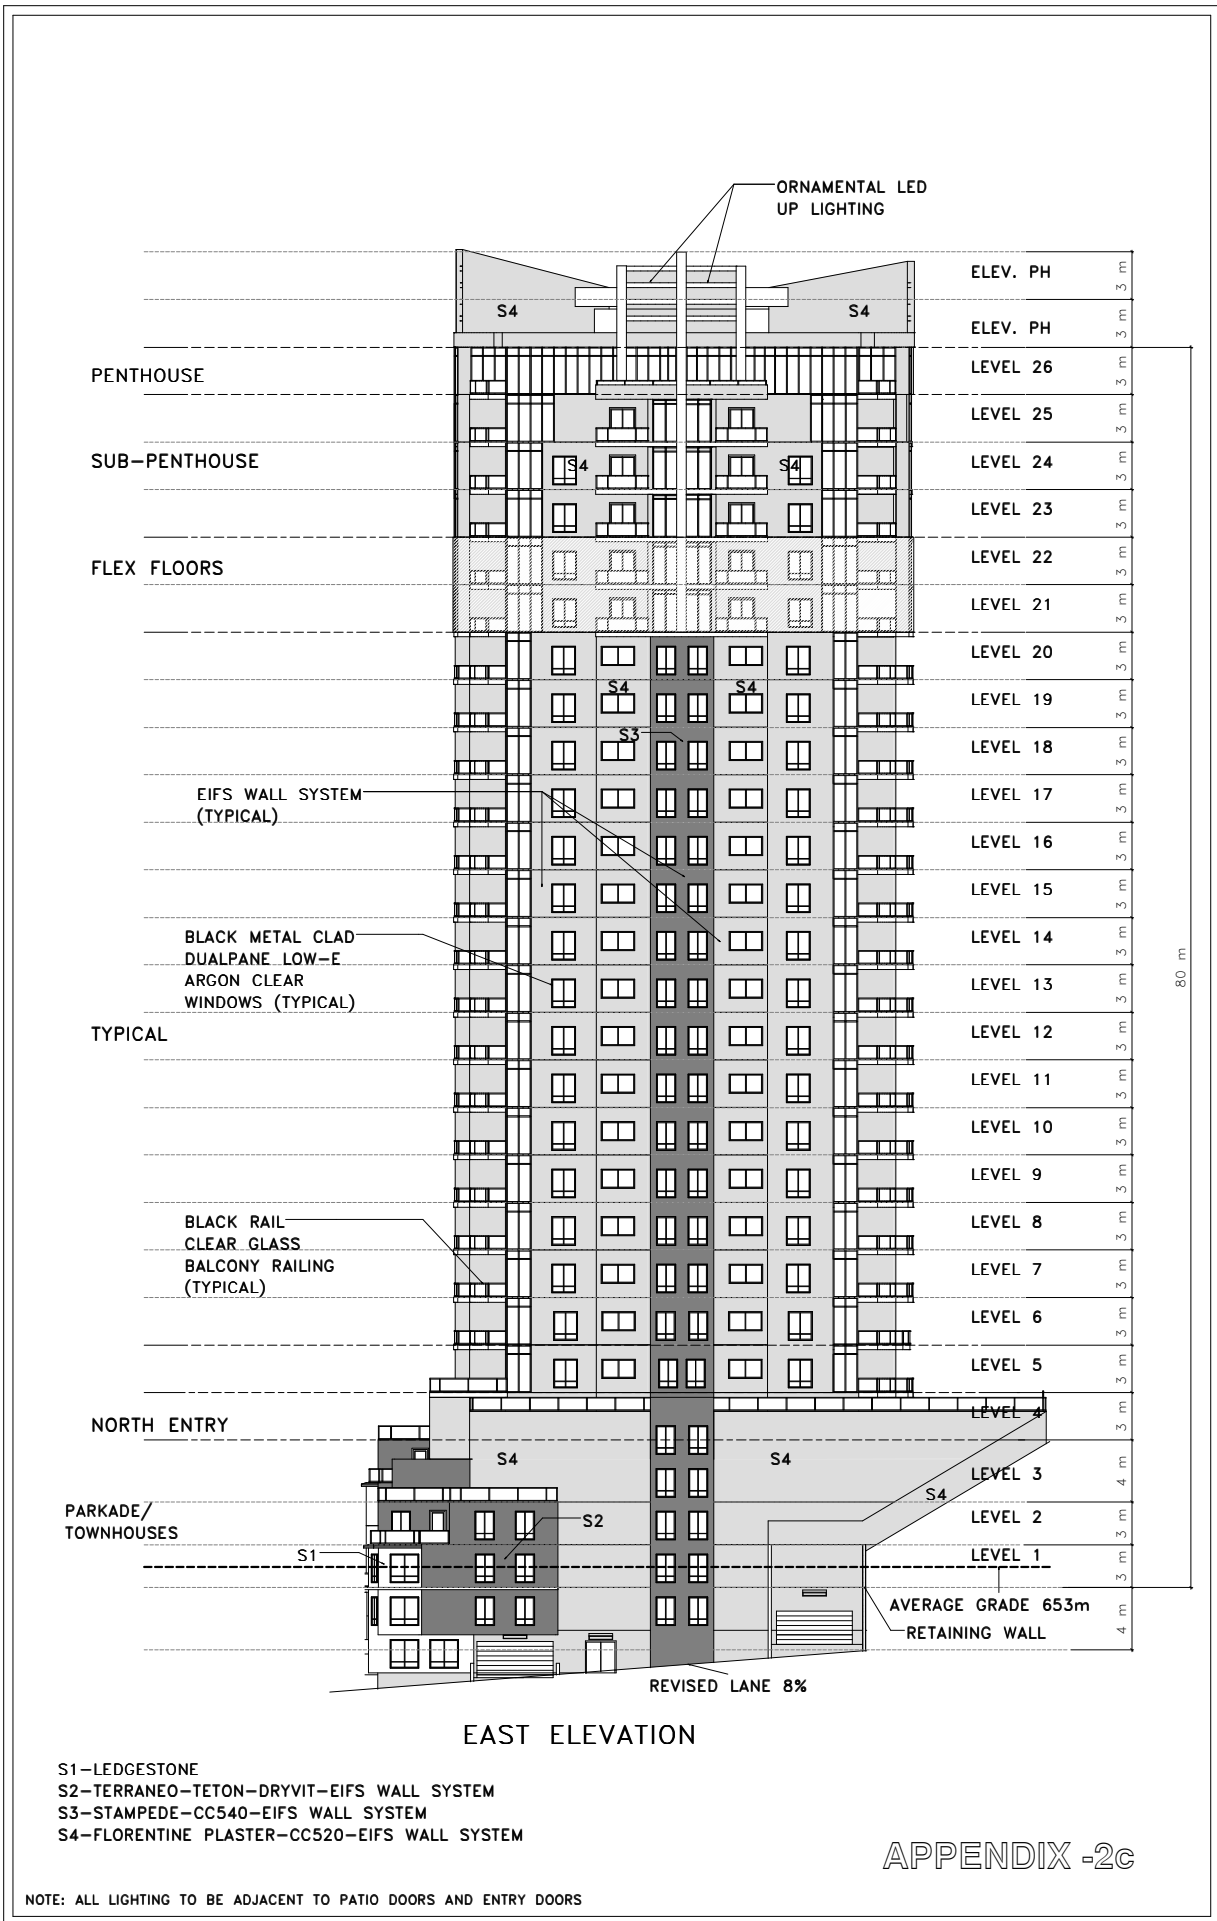 ORNAMENTAL LED
UP LIGHTING
ELEV. PH
3 m
S4
S4
ELEV. PH
3 m
PENTHOUSE
LEVEL 26
3 m
LEVEL 25
3 m
SUB-PENTHOUSE
S4
S4
LEVEL 24
3 m
LEVEL 23
3 m
FLEX FLOORS
LEVEL 22
3 m
LEVEL 21
3 m
LEVEL 20
3 m
S4
S4
LEVEL 19
3 m
S3
LEVEL 18
3 m
EIFS WALL SYSTEM
(TYPICAL)
LEVEL 17
3 m
LEVEL 16
3 m
LEVEL 15
3 m
BLACK METAL CLAD
DUALPANE LOW-E
ARGON CLEAR
WINDOWS (TYPICAL)
LEVEL 14
3 m
80 m
LEVEL 13
3 m
TYPICAL
LEVEL 12
3 m
LEVEL 11
3 m
LEVEL 10
3 m
LEVEL 9
3 m
BLACK RAIL
CLEAR GLASS
BALCONY RAILING
(TYPICAL)
LEVEL 8
3 m
LEVEL 7
3 m
LEVEL 6
3 m
LEVEL 5
3 m
NORTH ENTRY
LEVEL 4
3 m
S4
S4
LEVEL 3
4 m
S4
PARKADE/
TOWNHOUSES
S2
LEVEL 2
3 m
S1
LEVEL 1
3 m
AVERAGE GRADE 653m
RETAINING WALL
4 m
REVISED LANE 8%
EAST ELEVATION
S1-LEDGESTONE
S2-TERRANEO-TETON-DRYVIT-EIFS WALL SYSTEM
S3-STAMPEDE-CC540-EIFS WALL SYSTEM
S4-FLORENTINE PLASTER-CC520-EIFS WALL SYSTEM
APPENDIX -2c
NOTE: ALL LIGHTING TO BE ADJACENT TO PATIO DOORS AND ENTRY DOORS